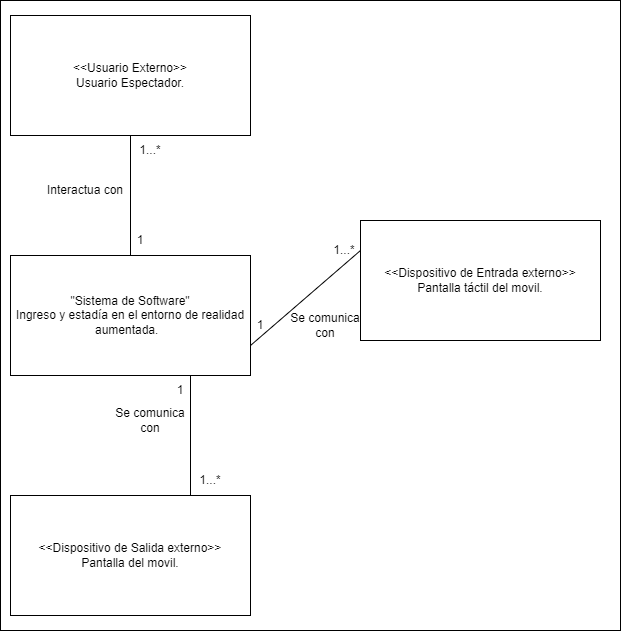 <<Usuario Externo>>
Usuario Espectador.
1...*
Interactua con
1
"Sistema de Software"
Ingreso y estadía en el entorno de realidad
aumentada.
1...*
<<Dispositivo de Entrada externo>>
Pantalla táctil del movil.
1
Se comunica
con
1
Se comunica
con
1...*
<<Dispositivo de Salida externo>>
Pantalla del movil.